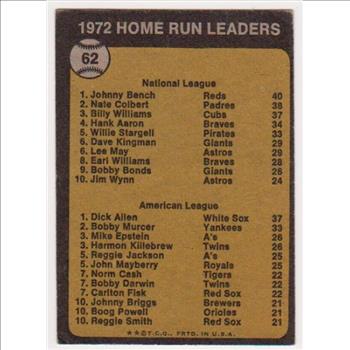 1972 HOME RUN LEADERS
62
National League
1. Johnny Bench Reds 40
2. Nate Colbert Padres 38
3. Billy Williams Cubs 37
4. Hank Aaron Braves 34
5. Willie Stargell Pirates 33
6. Dave Kingman Giants 29
6. Lee May Astros 29
8. Earl Williams Braves 28
9. Bobby Bonds Giants 26
10. Jim Wynn Astros 24
American League
1. Dick Allen White Sox 37
2. Bobby Murcer Yankees 33
3. Mike Epstein A's 26
3. Harmon Killebrew Twins 26
5. Reggie Jackson A's 25
5. John Mayberry Royals 25
7. Norm Cash Tigers 22
7. Bobby Darwin Twins 22
7. Carlton Fisk Red Sox 22
10. Johnny Briggs Brewers 21
10. Boog Powell Orioles 21
10. Reggie Smith Red Sox 21
★★© T.C.G., PRTD. IN U.S.A.